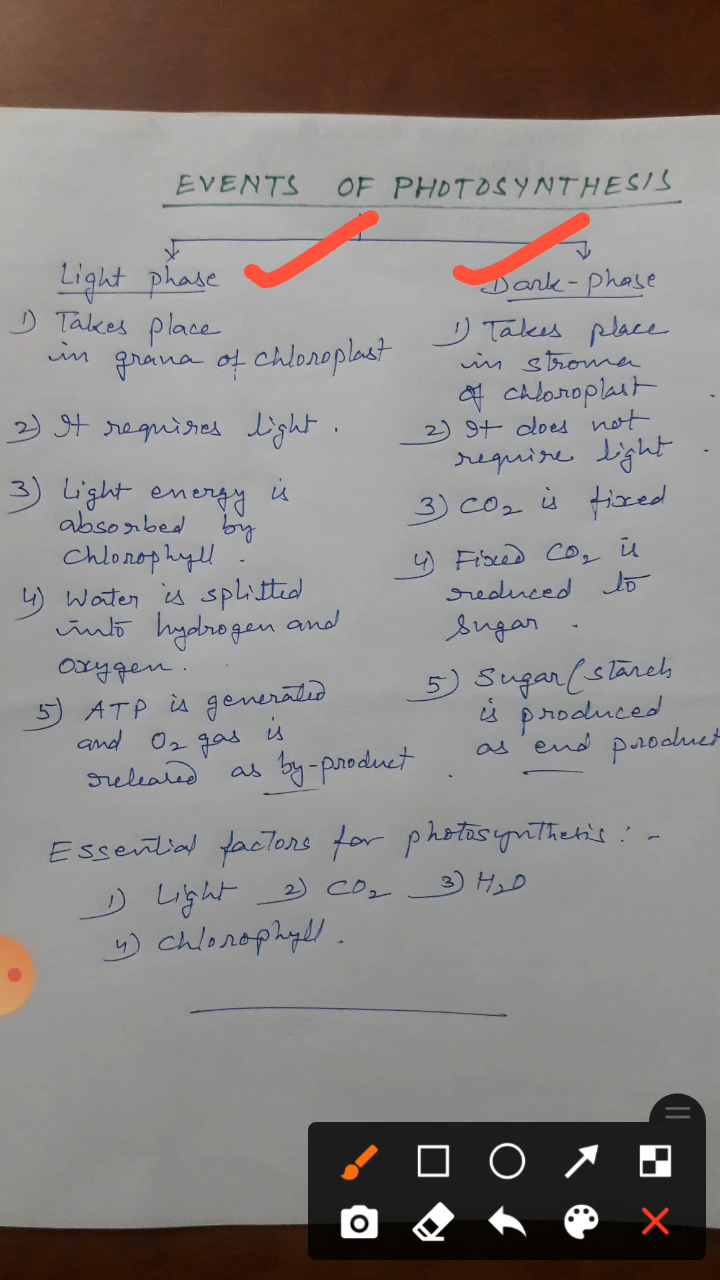 EVENTS OF PHOTOSYNTHESIS
Light phase
1) Takes place
in grana of chloroplast
2) It requires light.
3) Light energy is
absorbed by
chlorophyll.
4) Water is splitted
into hydrogen and
oxygen.
5) ATP is generated
and O2 gas is
released as by-product.
Dark-phase
1) Takes place
in stroma
of chloroplast.
2) It does not
require light.
3) CO2 is fixed
4) Fixed CO2 is
reduced to
sugar.
5) Sugar/starch
is produced
as end product
Essential factors for photosynthesis:-
1) Light 2) CO2 3) H2O
4) chlorophyll.